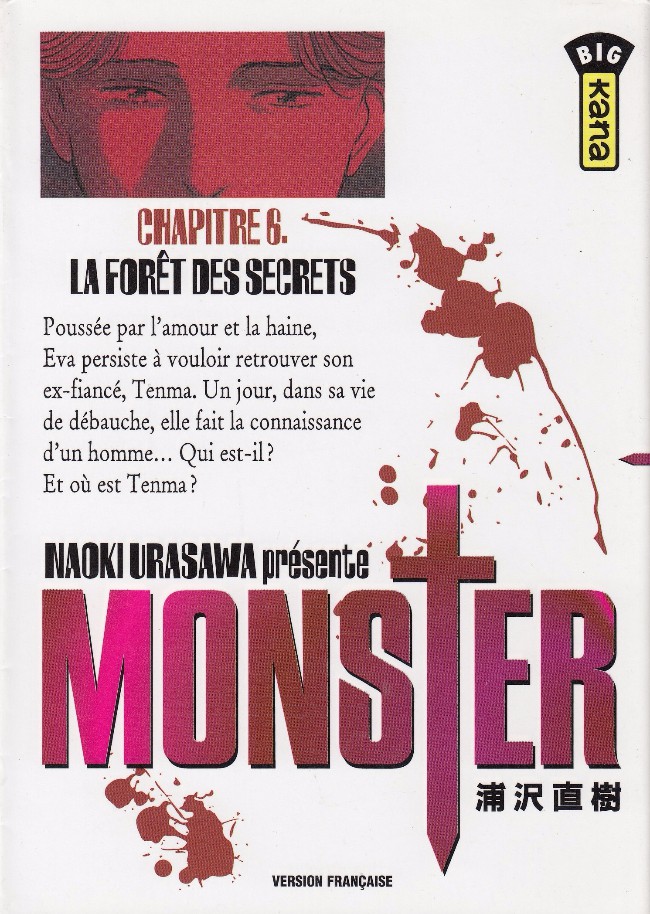 BIG
kana
CHAPITRE 6.
LA FORÊT DES SECRETS
Poussée par l'amour et la haine,
Eva persiste à vouloir retrouver son
ex-fiancé, Tenma. Un jour, dans sa vie
de débauche, elle fait la connaissance
d'un homme... Qui est-il ?
Et où est Tenma ?
NAOKI URASAWA présente
MONSTER
浦沢直樹
VERSION FRANÇAISE